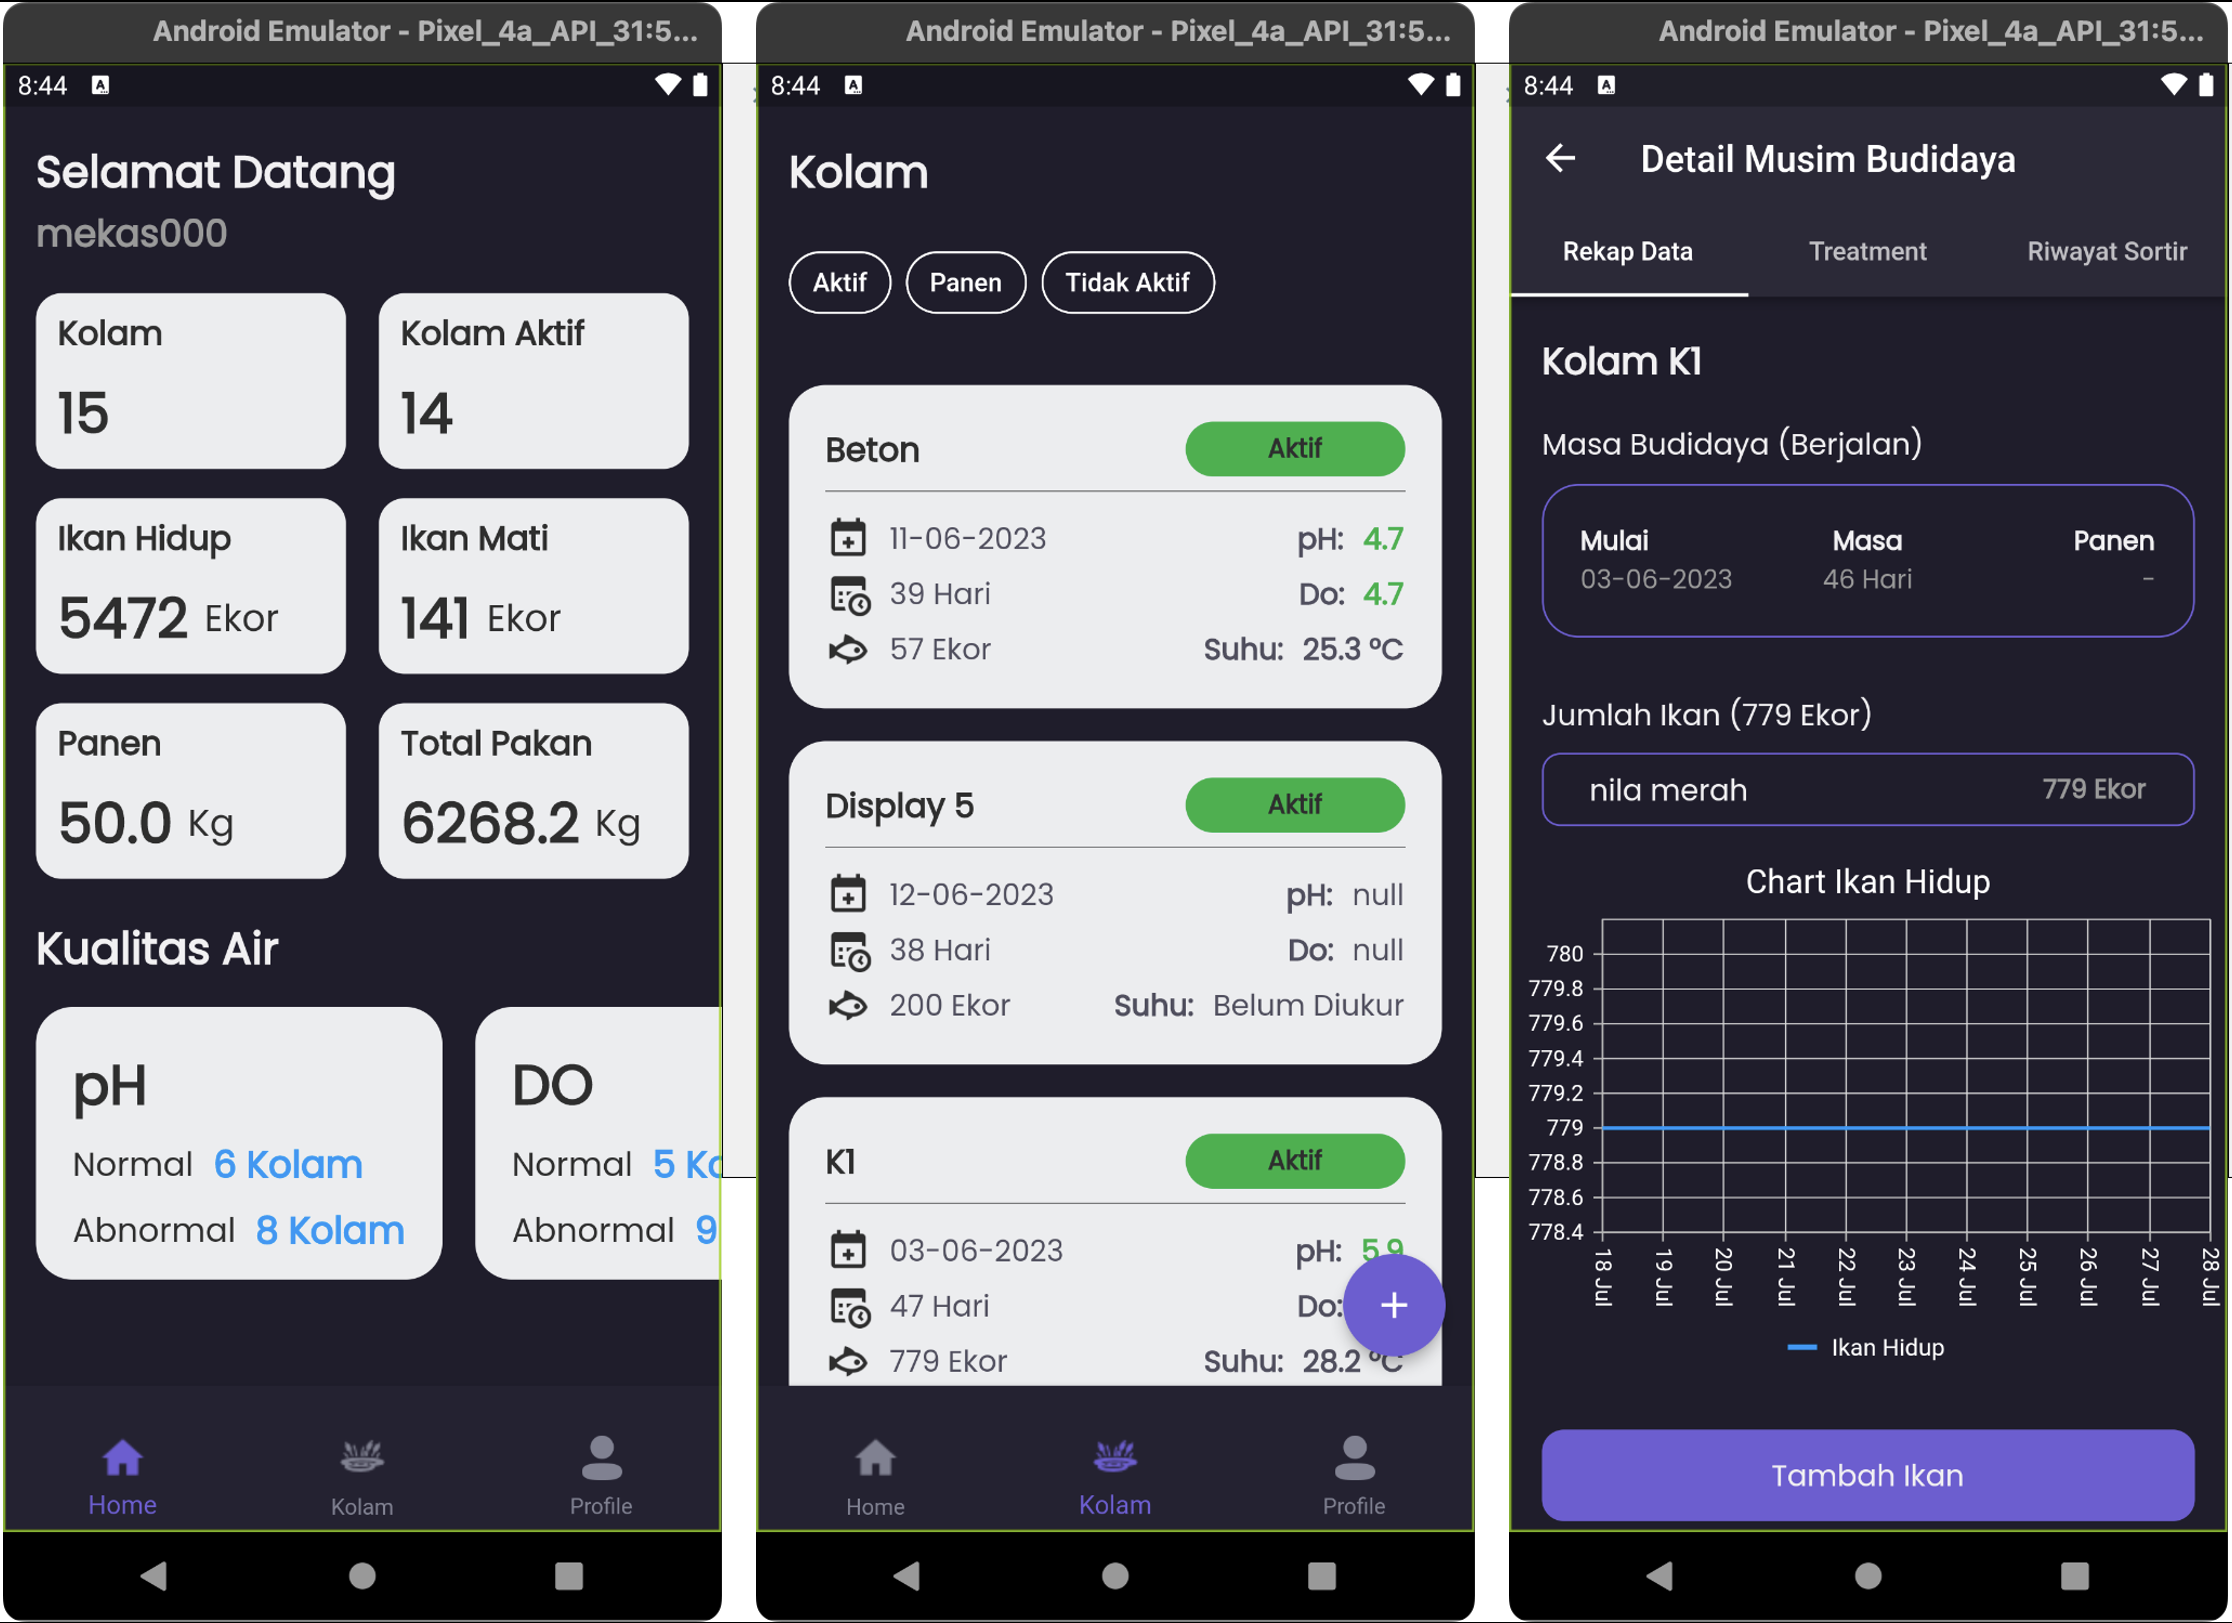 Android Emulator - Pixel_4a_API_31:5...
8:44
Selamat Datang
mekas000
Kolam
15
Kolam Aktif
14
Ikan Hidup
5472 Ekor
Ikan Mati
141 Ekor
Panen
50.0 Kg
Total Pakan
6268.2 Kg
Kualitas Air
pH
Normal 6 Kolam
Abnormal 8 Kolam
DO
Normal 5
Abnormal 9
Home
Kolam
Profile
Android Emulator - Pixel_4a_API_31:5...
8:44
Kolam
Aktif
Panen
Tidak Aktif
Beton
Aktif
11-06-2023
pH: 4.7
39 Hari
Do: 4.7
57 Ekor
Suhu: 25.3 °C
Display 5
Aktif
12-06-2023
pH: null
38 Hari
Do: null
200 Ekor
Suhu: Belum Diukur
K1
Aktif
03-06-2023
pH: 5.9
47 Hari
Do:
779 Ekor
Suhu: 28.2 °C
+
Home
Kolam
Profile
Android Emulator - Pixel_4a_API_31:5...
8:44
Detail Musim Budidaya
Rekap Data
Treatment
Riwayat Sortir
Kolam K1
Masa Budidaya (Berjalan)
Mulai
03-06-2023
Masa
46 Hari
Panen
-
Jumlah Ikan (779 Ekor)
nila merah
779 Ekor
Chart Ikan Hidup
780
779.8
779.6
779.4
779.2
779
778.8
778.6
778.4
18 Jul
19 Jul
20 Jul
21 Jul
22 Jul
23 Jul
24 Jul
25 Jul
26 Jul
27 Jul
28 Jul
Ikan Hidup
Tambah Ikan